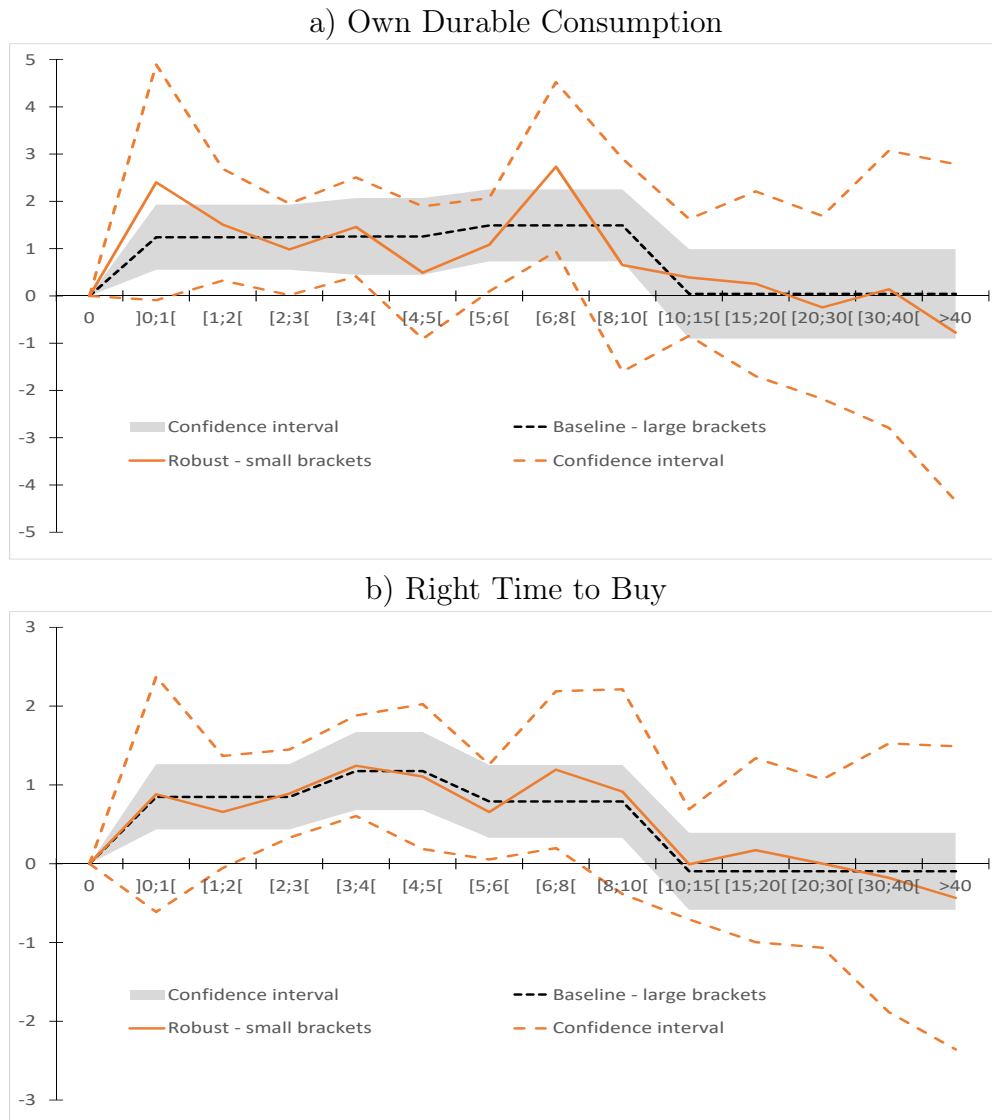 a) Own Durable Consumption
5
4
3
2
1
0
-1
-2
-3
-4
-5
0 ]0;1[ [1;2[ [2;3[ [3;4[ [4;5[ [5;6[ [6;8[ [8;10[ [10;15[ [15;20[ [20;30[ [30;40[ >40
Confidence interval Baseline - large brackets
Robust - small brackets Confidence interval
b) Right Time to Buy
3
2
1
0
-1
-2
-3
0 ]0;1[ [1;2[ [2;3[ [3;4[ [4;5[ [5;6[ [6;8[ [8;10[ [10;15[ [15;20[ [20;30[ [30;40[ >40
Confidence interval Baseline - large brackets
Robust - small brackets Confidence interval